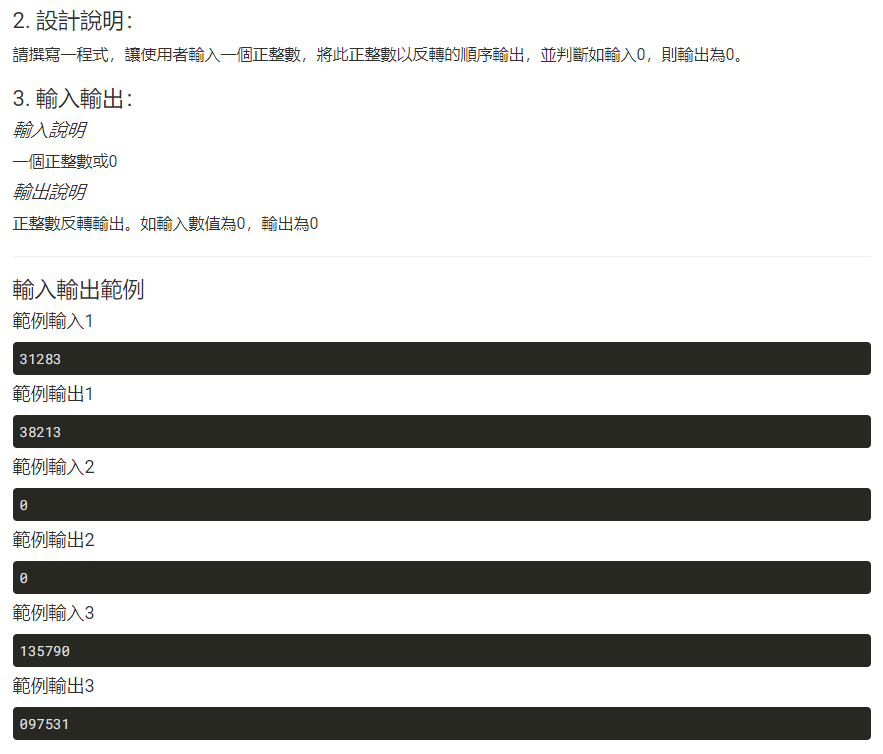 2. 設計說明：
請撰寫一程式，讓使用者輸入一個正整數，將此正整數以反轉的順序輸出，並判斷如輸入0，則輸出為0。
3. 輸入輸出：
輸入說明
一個正整數或0
輸出說明
正整數反轉輸出。如輸入數值為0，輸出為0
輸入輸出範例
範例輸入1
31283
範例輸出1
38213
範例輸入2
0
範例輸出2
0
範例輸入3
135790
範例輸出3
097531